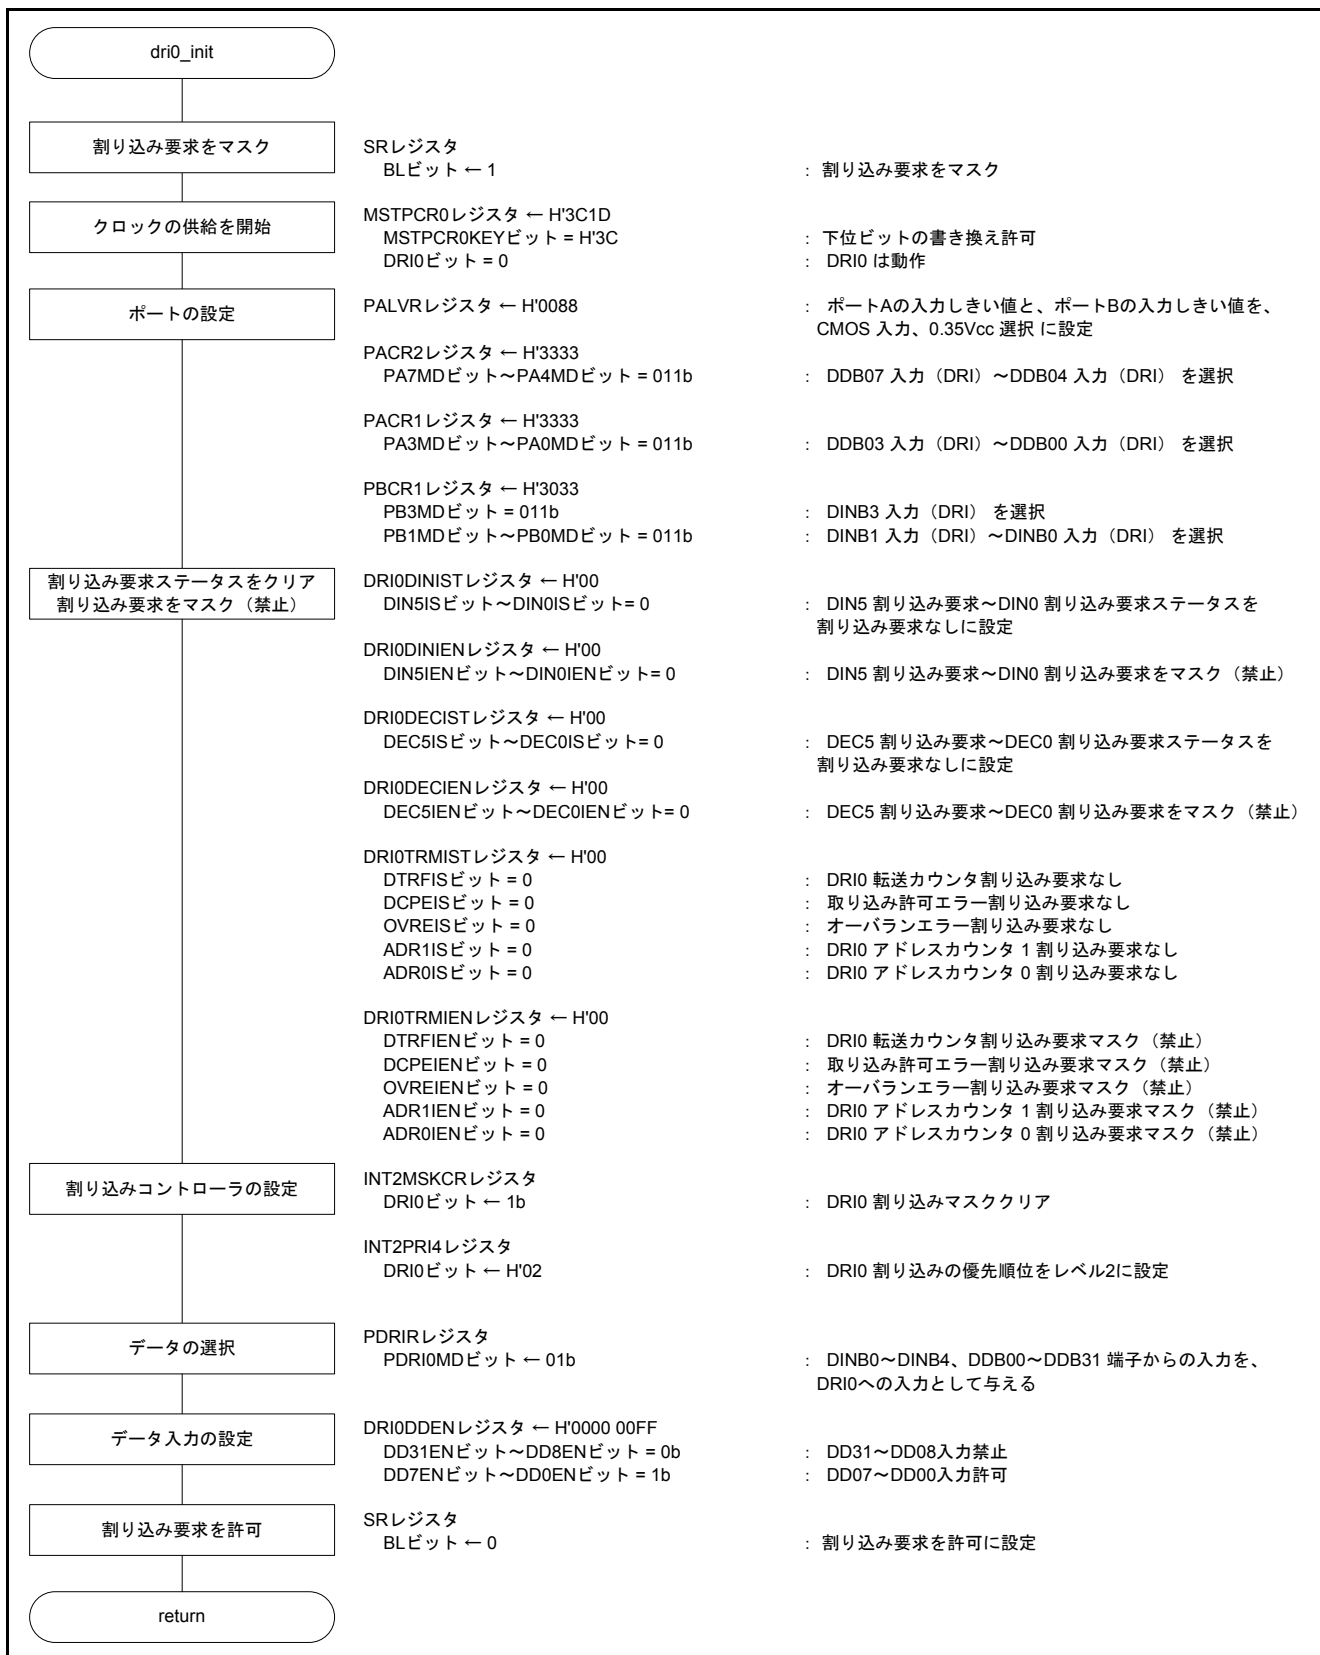 dri0_init
割り込み要求をマスク
SRレジスタ
BLビット ← 1 : 割り込み要求をマスク
クロックの供給を開始
MSTPCR0レジスタ ← H'3C1D
MSTPCR0KEYビット = H'3C : 下位ビットの書き換え許可
DRI0ビット = 0 : DRI0 は動作
ポートの設定
PALVRレジスタ ← H'0088 : ポートAの入力しきい値と、ポートBの入力しきい値を、
CMOS 入力、0.35Vcc 選択 に設定
PACR2レジスタ ← H'3333
PA7MDビット～PA4MDビット = 011b : DDB07 入力（DRI）～DDB04 入力（DRI） を選択
PACR1レジスタ ← H'3333
PA3MDビット～PA0MDビット = 011b : DDB03 入力（DRI）～DDB00 入力（DRI） を選択
PBCR1レジスタ ← H'3033
PB3MDビット = 011b : DINB3 入力（DRI） を選択
PB1MDビット～PB0MDビット = 011b : DINB1 入力（DRI）～DINB0 入力（DRI） を選択
割り込み要求ステータスをクリア
割り込み要求をマスク（禁止）
DRI0DINISTレジスタ ← H'00
DIN5ISビット～DIN0ISビット= 0 : DIN5 割り込み要求～DIN0 割り込み要求ステータスを
割り込み要求なしに設定
DRI0DINIENレジスタ ← H'00
DIN5IENビット～DIN0IENビット= 0 : DIN5 割り込み要求～DIN0 割り込み要求をマスク（禁止）
DRI0DECISTレジスタ ← H'00
DEC5ISビット～DEC0ISビット= 0 : DEC5 割り込み要求～DEC0 割り込み要求ステータスを
割り込み要求なしに設定
DRI0DECIENレジスタ ← H'00
DEC5IENビット～DEC0IENビット= 0 : DEC5 割り込み要求～DEC0 割り込み要求をマスク（禁止）
DRI0TRMISTレジスタ ← H'00
DTRFISビット = 0 : DRI0 転送カウンタ割り込み要求なし
DCPEISビット = 0 : 取り込み許可エラー割り込み要求なし
OVREISビット = 0 : オーバランエラー割り込み要求なし
ADR1ISビット = 0 : DRI0 アドレスカウンタ 1 割り込み要求なし
ADR0ISビット = 0 : DRI0 アドレスカウンタ 0 割り込み要求なし
DRI0TRMIENレジスタ ← H'00
DTRFIENビット = 0 : DRI0 転送カウンタ割り込み要求マスク（禁止）
DCPEIENビット = 0 : 取り込み許可エラー割り込み要求マスク（禁止）
OVREIENビット = 0 : オーバランエラー割り込み要求マスク（禁止）
ADR1IENビット = 0 : DRI0 アドレスカウンタ 1 割り込み要求マスク（禁止）
ADR0IENビット = 0 : DRI0 アドレスカウンタ 0 割り込み要求マスク（禁止）
割り込みコントローラの設定
INT2MSKCRレジスタ
DRI0ビット ← 1b : DRI0 割り込みマスククリア
INT2PRI4レジスタ
DRI0ビット ← H'02 : DRI0 割り込みの優先順位をレベル2に設定
データの選択
PDRIRレジスタ
PDRI0MDビット ← 01b : DINB0～DINB4、DDB00～DDB31 端子からの入力を、
DRI0への入力として与える
データ入力の設定
DRI0DDENレジスタ ← H'0000 00FF
DD31ENビット～DD8ENビット = 0b : DD31～DD08入力禁止
DD7ENビット～DD0ENビット = 1b : DD07～DD00入力許可
割り込み要求を許可
SRレジスタ
BLビット ← 0 : 割り込み要求を許可に設定
return